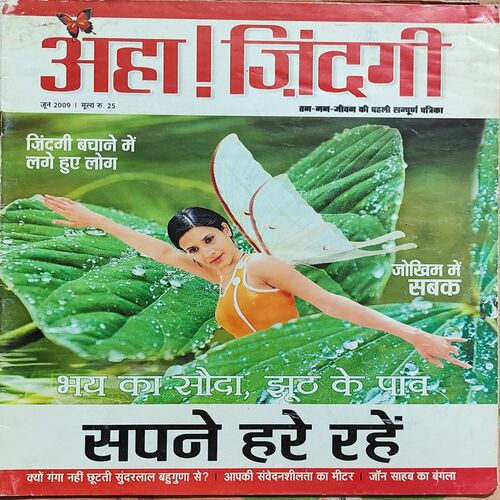 अहा! ज़िंदगी
जून 2009 । मूल्य रु. 25
तन-मन-जीवन की पहली सम्पूर्ण पत्रिका
ज़िंदगी बचाने में
लगे हुए लोग
जोखिम में
सबक
भय का सौदा, झूठ के पांव
सपने हरे रहें
क्यों गंगा नहीं छूटती सुंदरलाल बहुगुणा से? । आपकी संवेदनशीलता का मीटर । जॉन साहब का बंगला